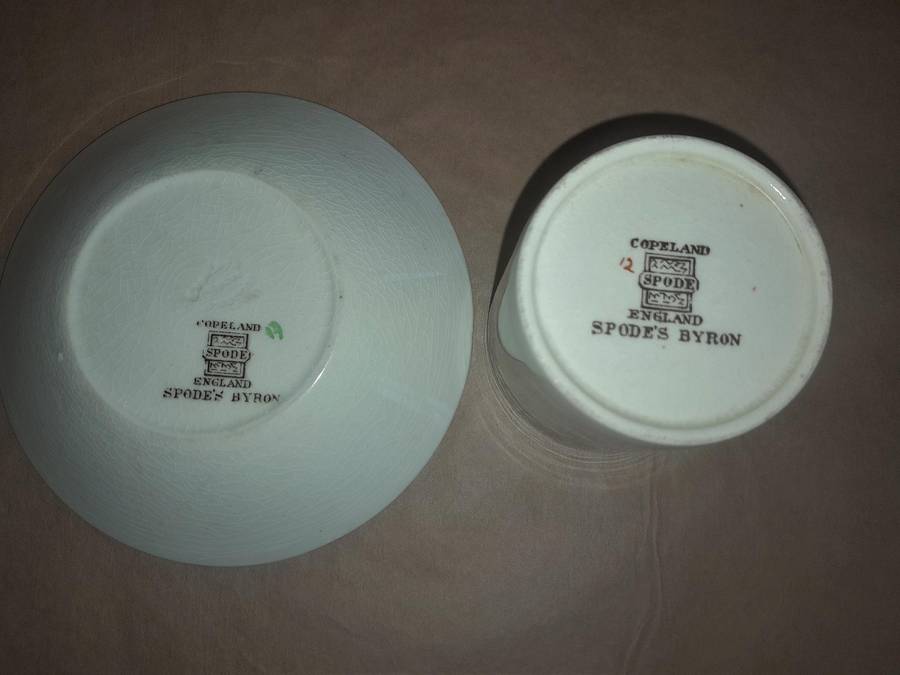 COPELAND
SPODE
ENGLAND
SPODE'S BYRON
COPELAND
12
SPODE
ENGLAND
SPODE'S BYRON